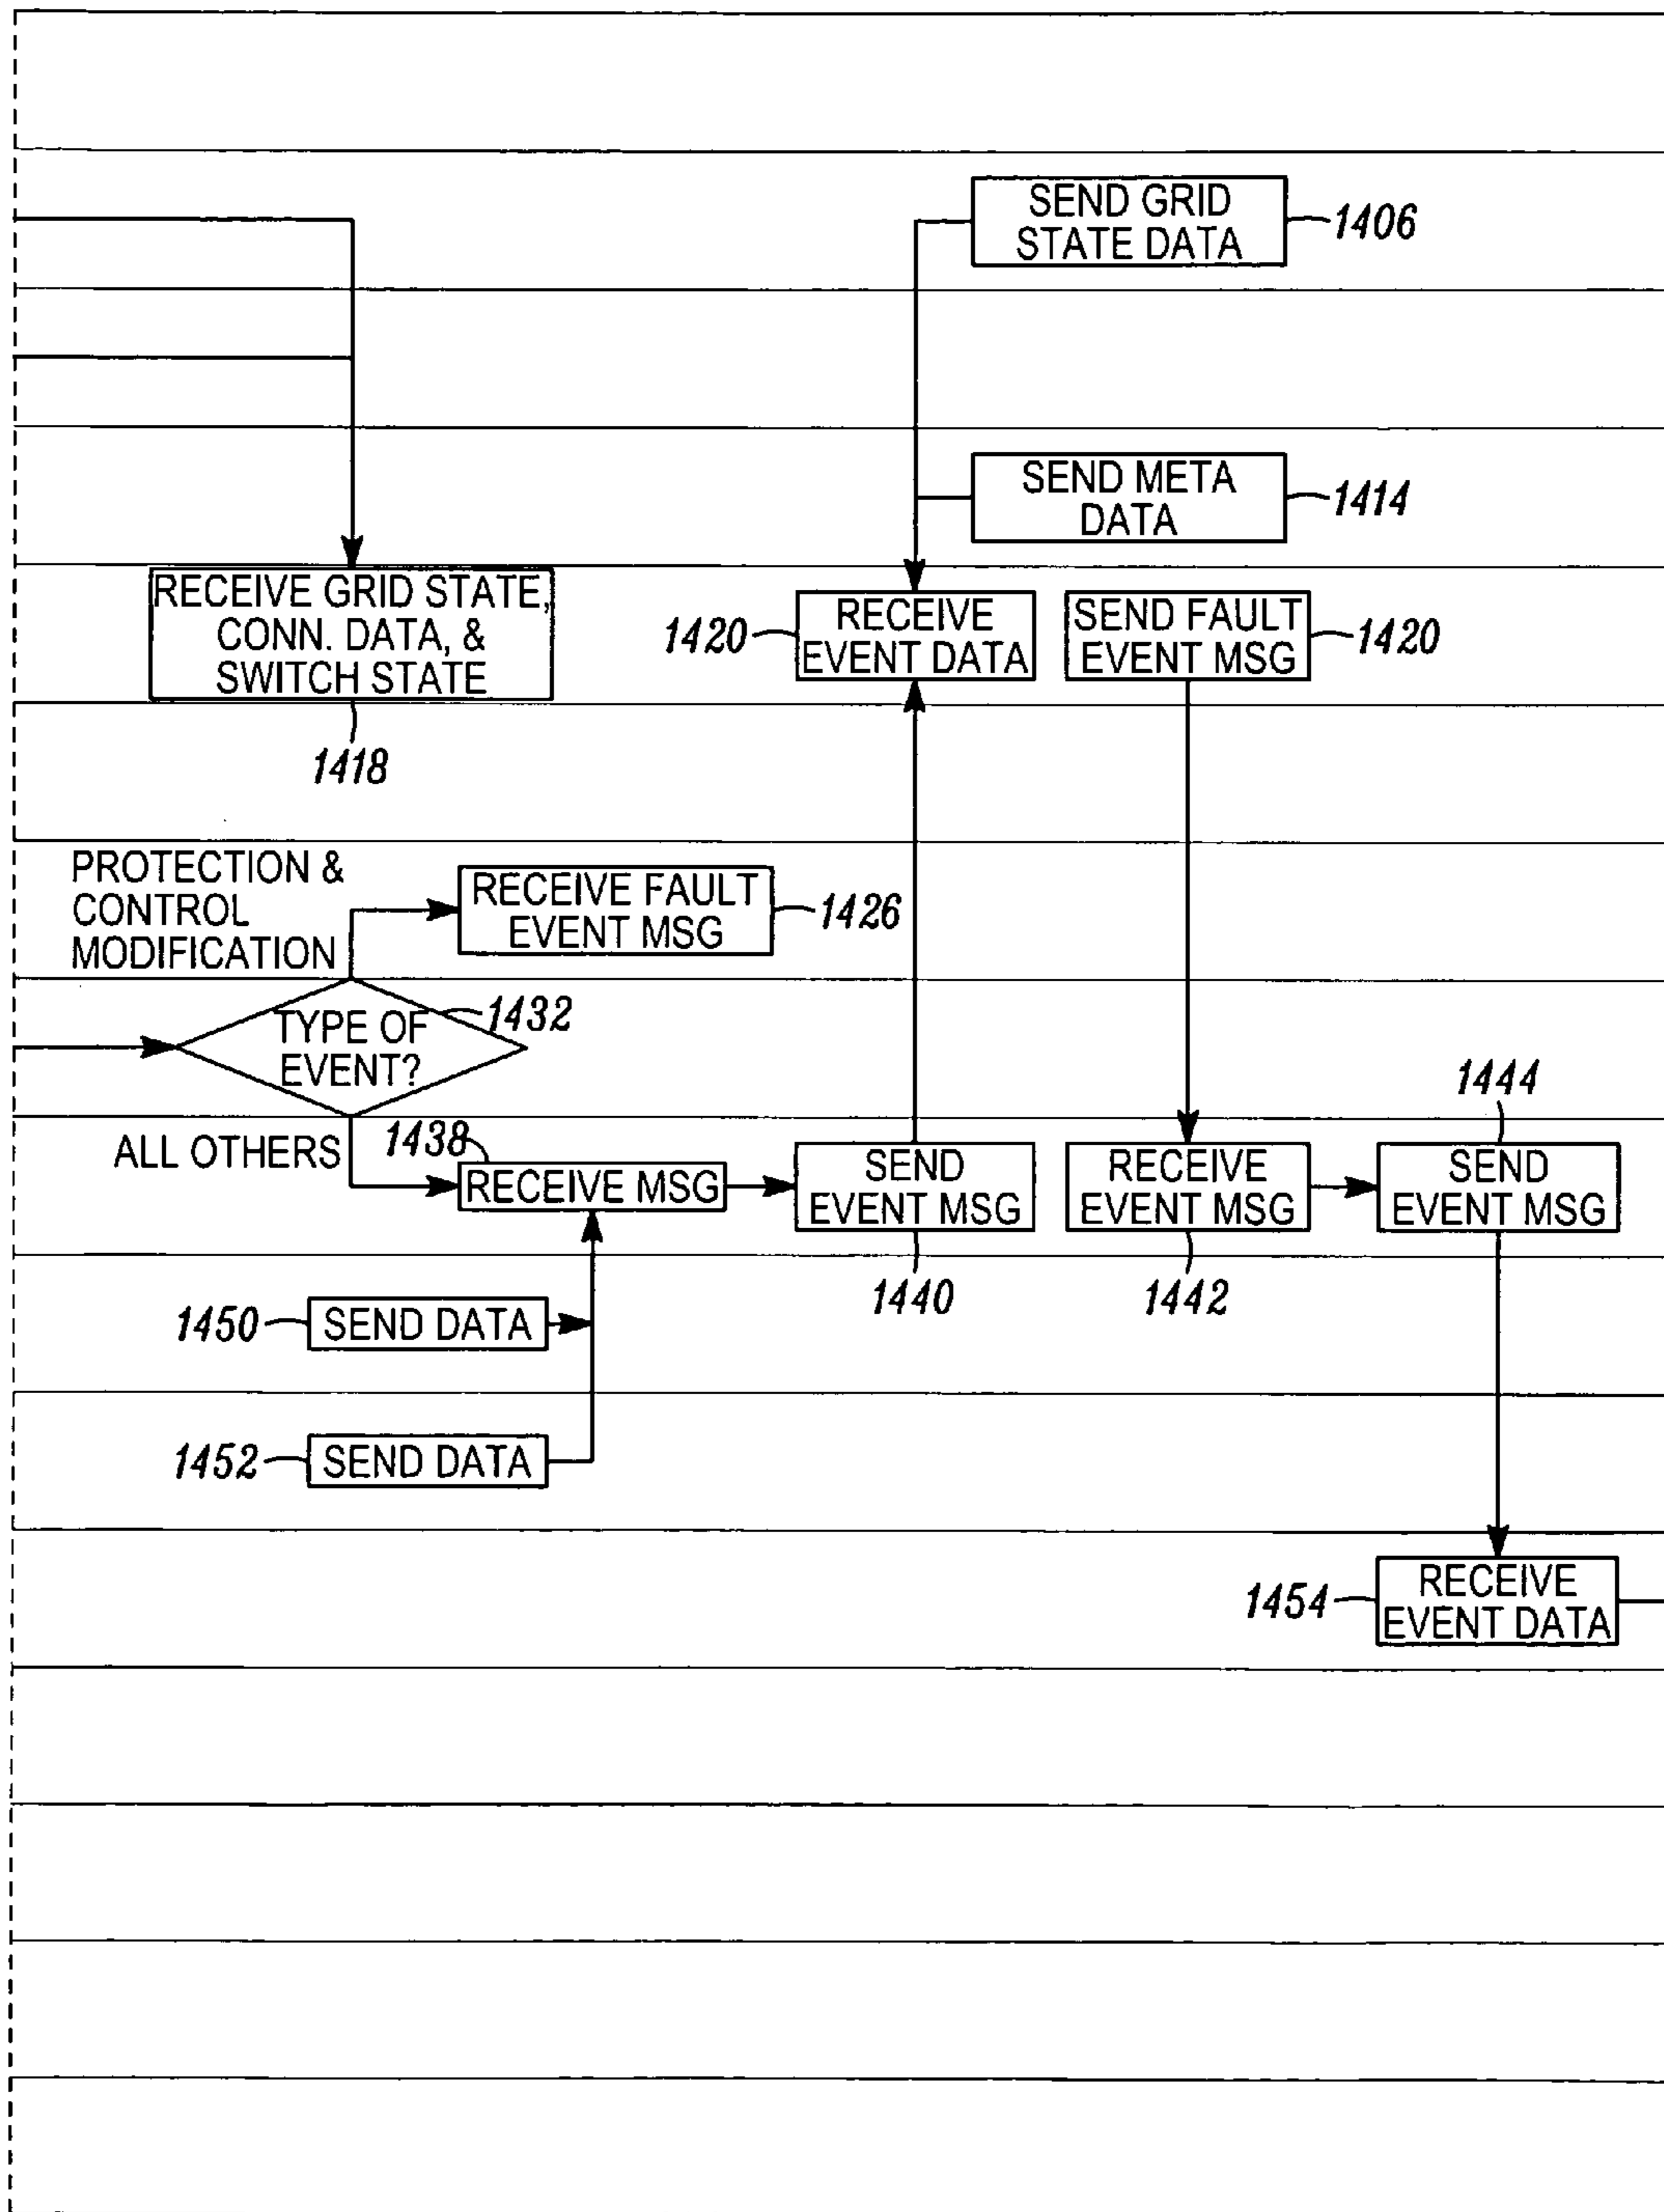 SEND GRID
STATE DATA
1406
SEND META
DATA
1414
RECEIVE GRID STATE,
CONN. DATA, &
SWITCH STATE
1418
1420
RECEIVE
EVENT DATA
SEND FAULT
EVENT MSG
1420
PROTECTION &
CONTROL
MODIFICATION
RECEIVE FAULT
EVENT MSG
1426
TYPE OF
EVENT?
1432
ALL OTHERS
1438
RECEIVE MSG
SEND
EVENT MSG
1440
RECEIVE
EVENT MSG
1442
1444
SEND
EVENT MSG
1450
SEND DATA
1452
SEND DATA
1454
RECEIVE
EVENT DATA